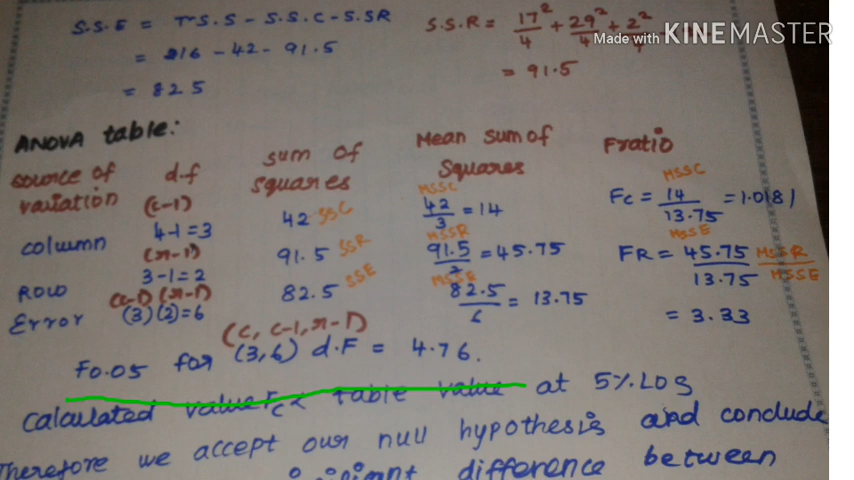 S.S.E = T.S.S - S.S.C - S.S.R
= 216 - 42 - 91.5
= 82.5
S.S.R = 17²/4 + 29²/4 + 2²/4
= 91.5
Made with KINEMASTER
ANOVA table:
source of variation d.f sum of squares Mean sum of Squares F ratio
column (c-1) 4-1=3 42 SSC MSSC 42/3 = 14 Fc = MSSC 14/13.75 MSSE = 1.0181
Row (r-1) 3-1=2 91.5 SSR MSSR 91.5/2 = 45.75 FR = 45.75/13.75 MSSR/MSSE
= 3.33
Error (c-1)(r-1) (3)(2)=6 82.5 SSE MSSE 82.5/6 = 13.75
(c, c-1, r-1)
F0.05 for (3,6) d.F = 4.76.
calculated value Fc < table value at 5% LOS
Therefore we accept our null hypothesis and conclude
difference between